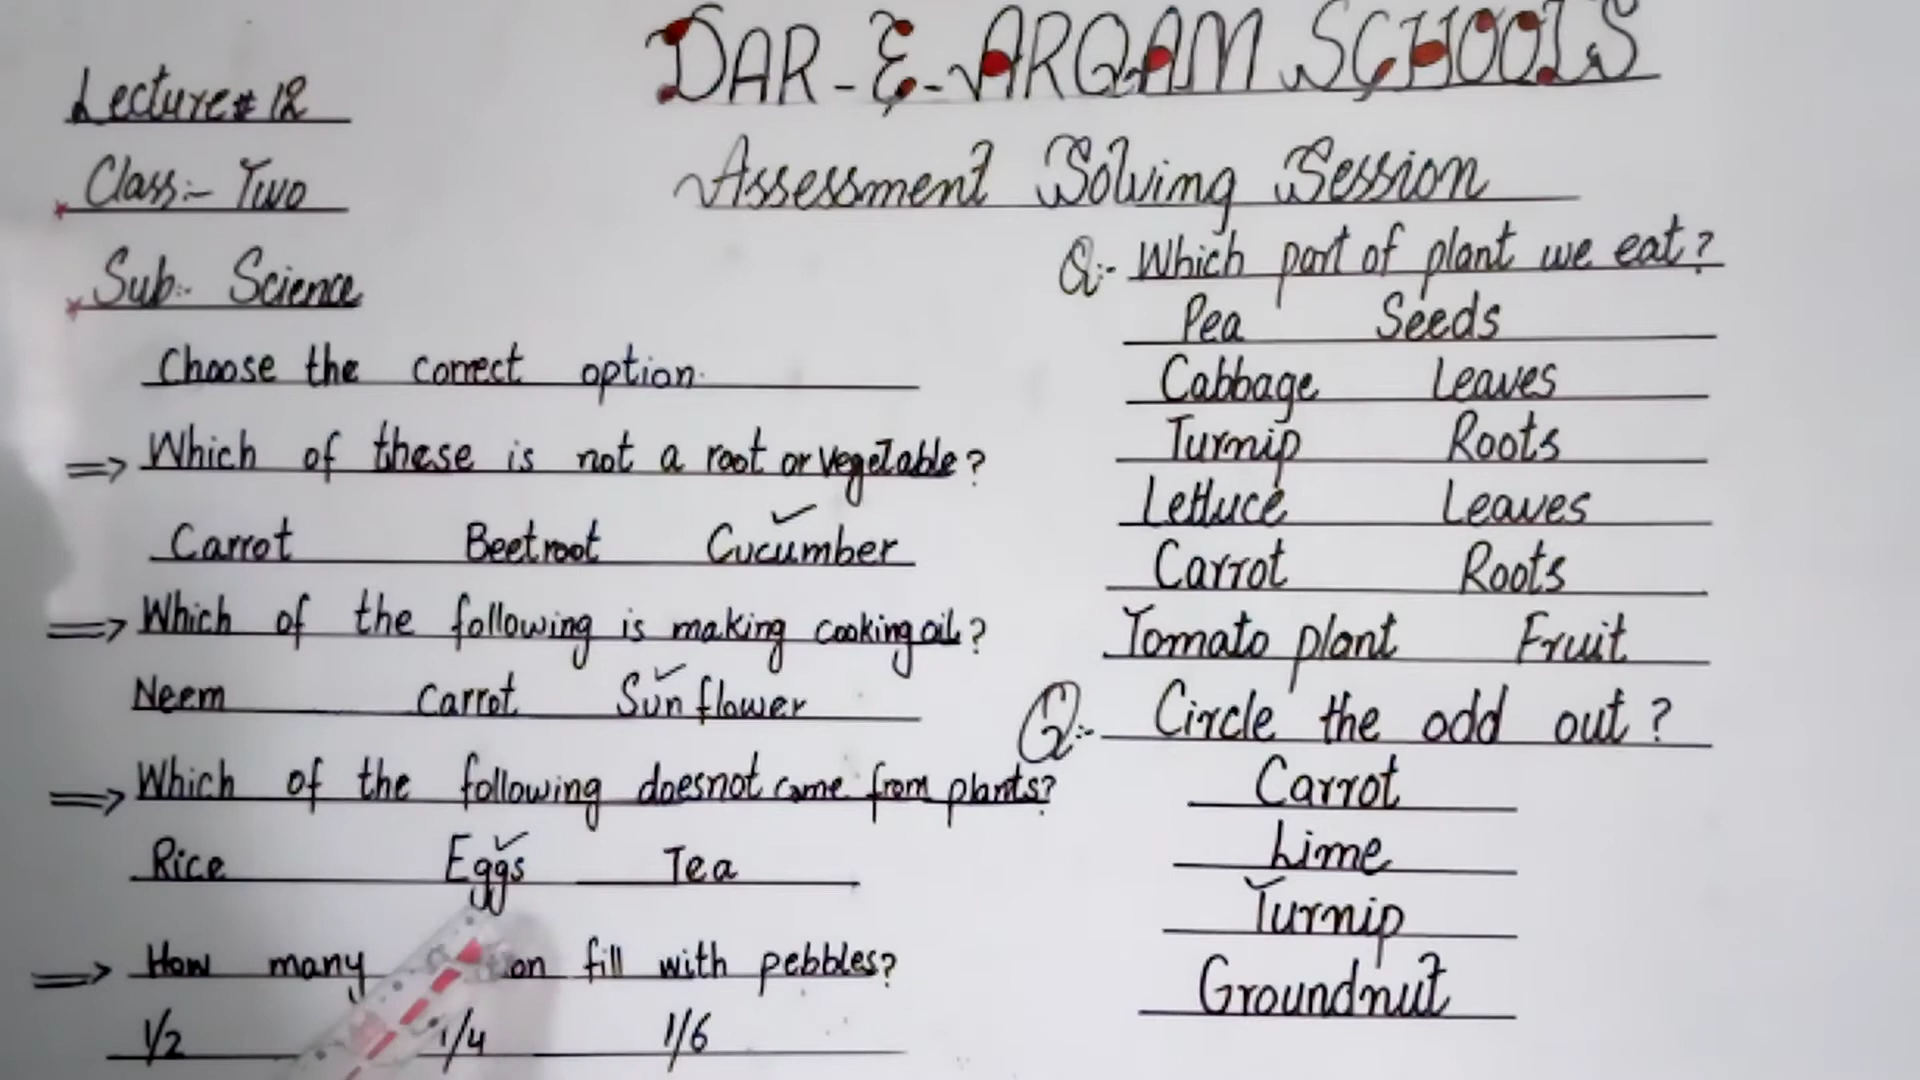 DAR-E-ARQAM SCHOOLS
Assessment Solving Session
Lecture# 12
Class:- Two
Sub:- Science
Choose the correct option.
⇒ Which of these is not a root or vegetable?
Carrot Beetroot Cucumber
⇒ Which of the following is making cooking oil?
Neem Carrot Sunflower
⇒ Which of the following doesnot come from plants?
Rice Eggs Tea
⇒ How many fill with pebbles?
1/2 1/4 1/6
Q:- Which part of plant we eat?
Pea Seeds
Cabbage Leaves
Turnip Roots
Lettuce Leaves
Carrot Roots
Tomato plant Fruit
Q:- Circle the odd out?
Carrot
Lime
Turnip
Groundnut